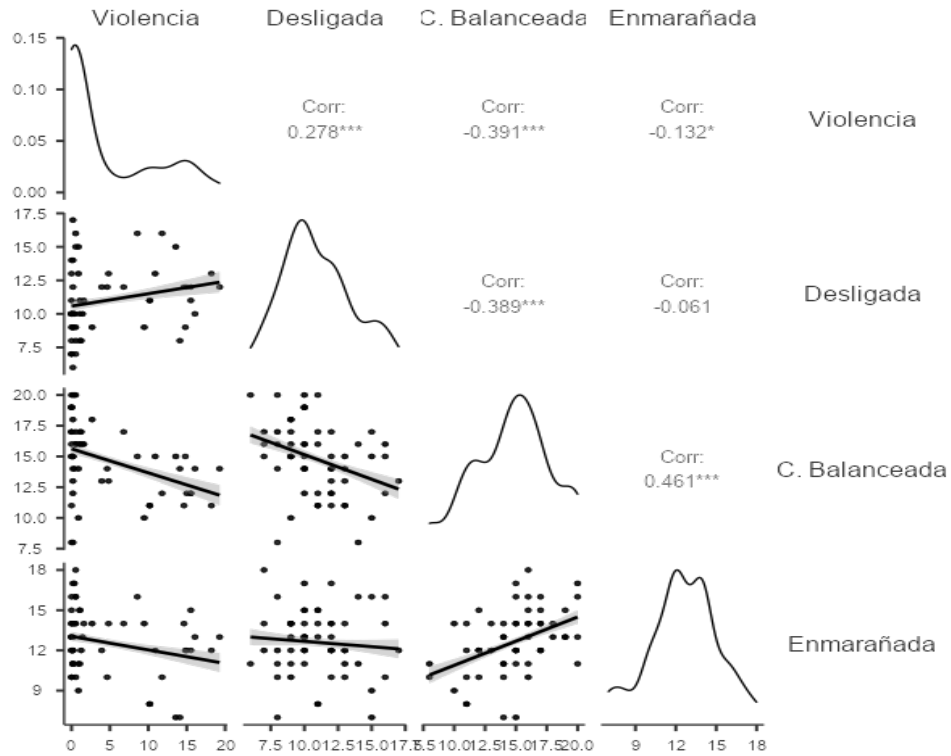 Violencia Desligada C. Balanceada Enmarañada
0.15
0.10
0.05
0.00
Corr:
0.278***
Corr:
-0.391***
Corr:
-0.132*
Violencia
17.5
15.0
12.5
10.0
7.5
Corr:
-0.389***
Corr:
-0.061
Desligada
20.0
17.5
15.0
12.5
10.0
7.5
Corr:
0.461***
C. Balanceada
18
15
12
9
Enmarañada
0 5 10 15 20
7.5 10.0 12.5 15.0 17.5
10.0 12.5 15.0 17.5 20.0
9 12 15 18